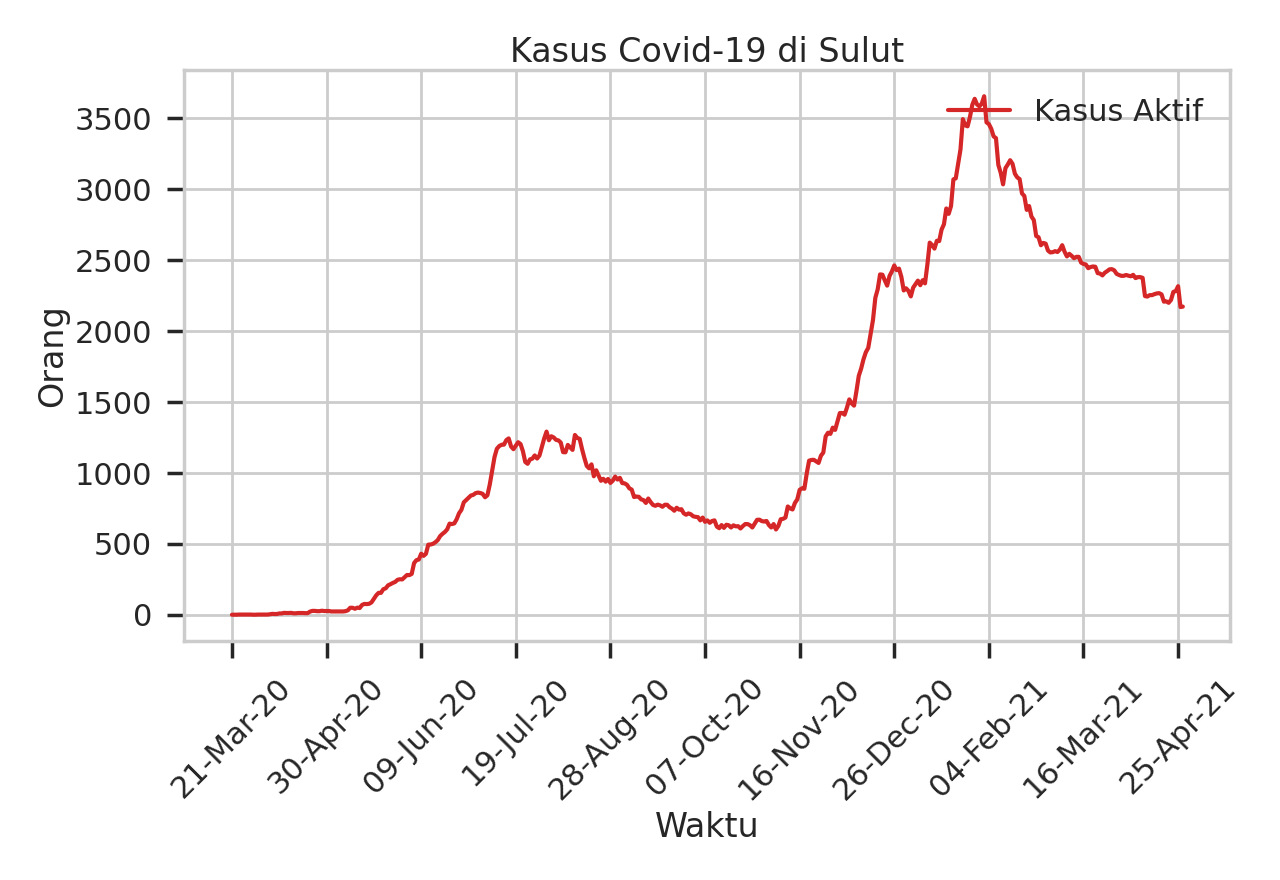 Kasus Covid-19 di Sulut
Kasus Aktif
3500
3000
2500
2000
1500
1000
500
0
Orang
21-Mar-20
30-Apr-20
09-Jun-20
19-Jul-20
28-Aug-20
07-Oct-20
16-Nov-20
26-Dec-20
04-Feb-21
16-Mar-21
25-Apr-21
Waktu